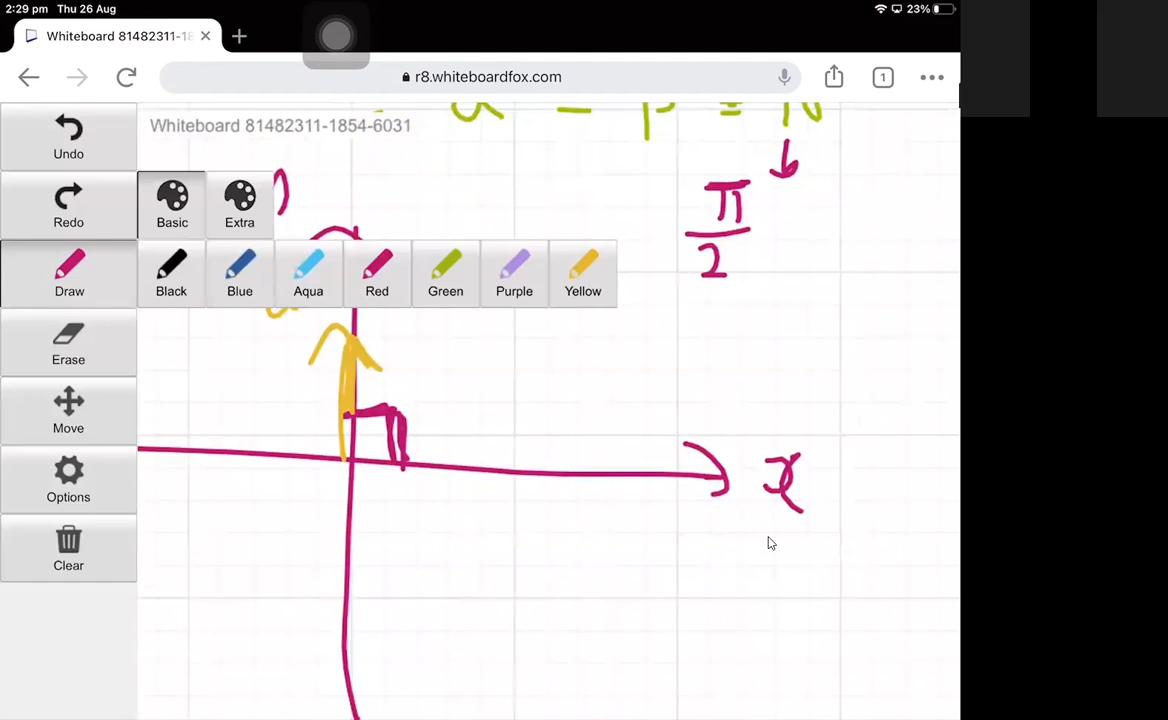 2:29 pm Thu 26 Aug 23%
Whiteboard 81482311-18
r8.whiteboardfox.com 1
Whiteboard 81482311-1854-6031
Undo
Redo
Basic
Extra
Draw
Black
Blue
Aqua
Red
Green
Purple
Yellow
Erase
Move
Options
Clear
π
2
x